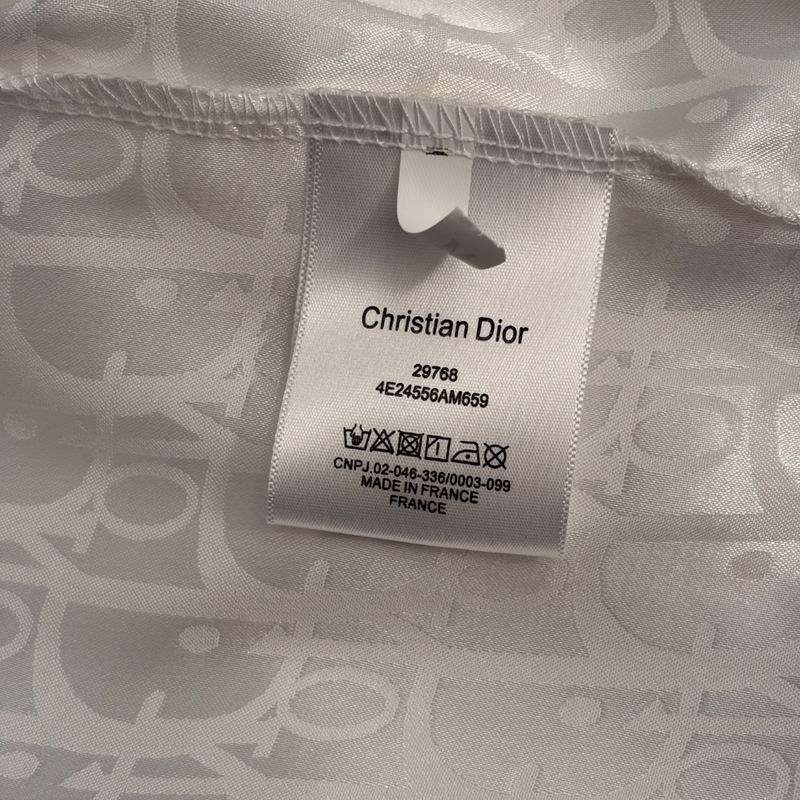 Christian Dior
29768
4E24556AM659
CNPJ.02-046-336/0003-099
MADE IN FRANCE
FRANCE